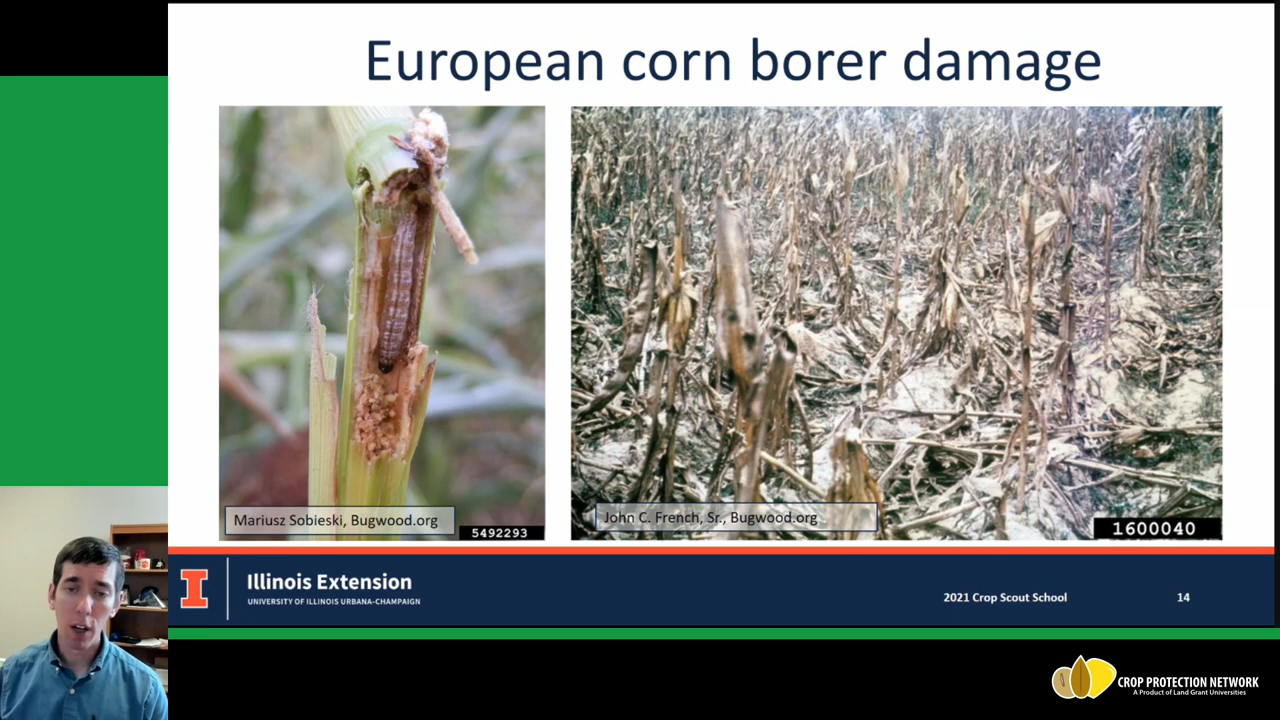 European corn borer damage
Mariusz Sobieski, Bugwood.org
5492293
John C. French, Sr., Bugwood.org
1600040
I
Illinois Extension
UNIVERSITY OF ILLINOIS URBANA-CHAMPAIGN
2021 Crop Scout School
14
CROP PROTECTION NETWORK
A Product of Land Grant Universities